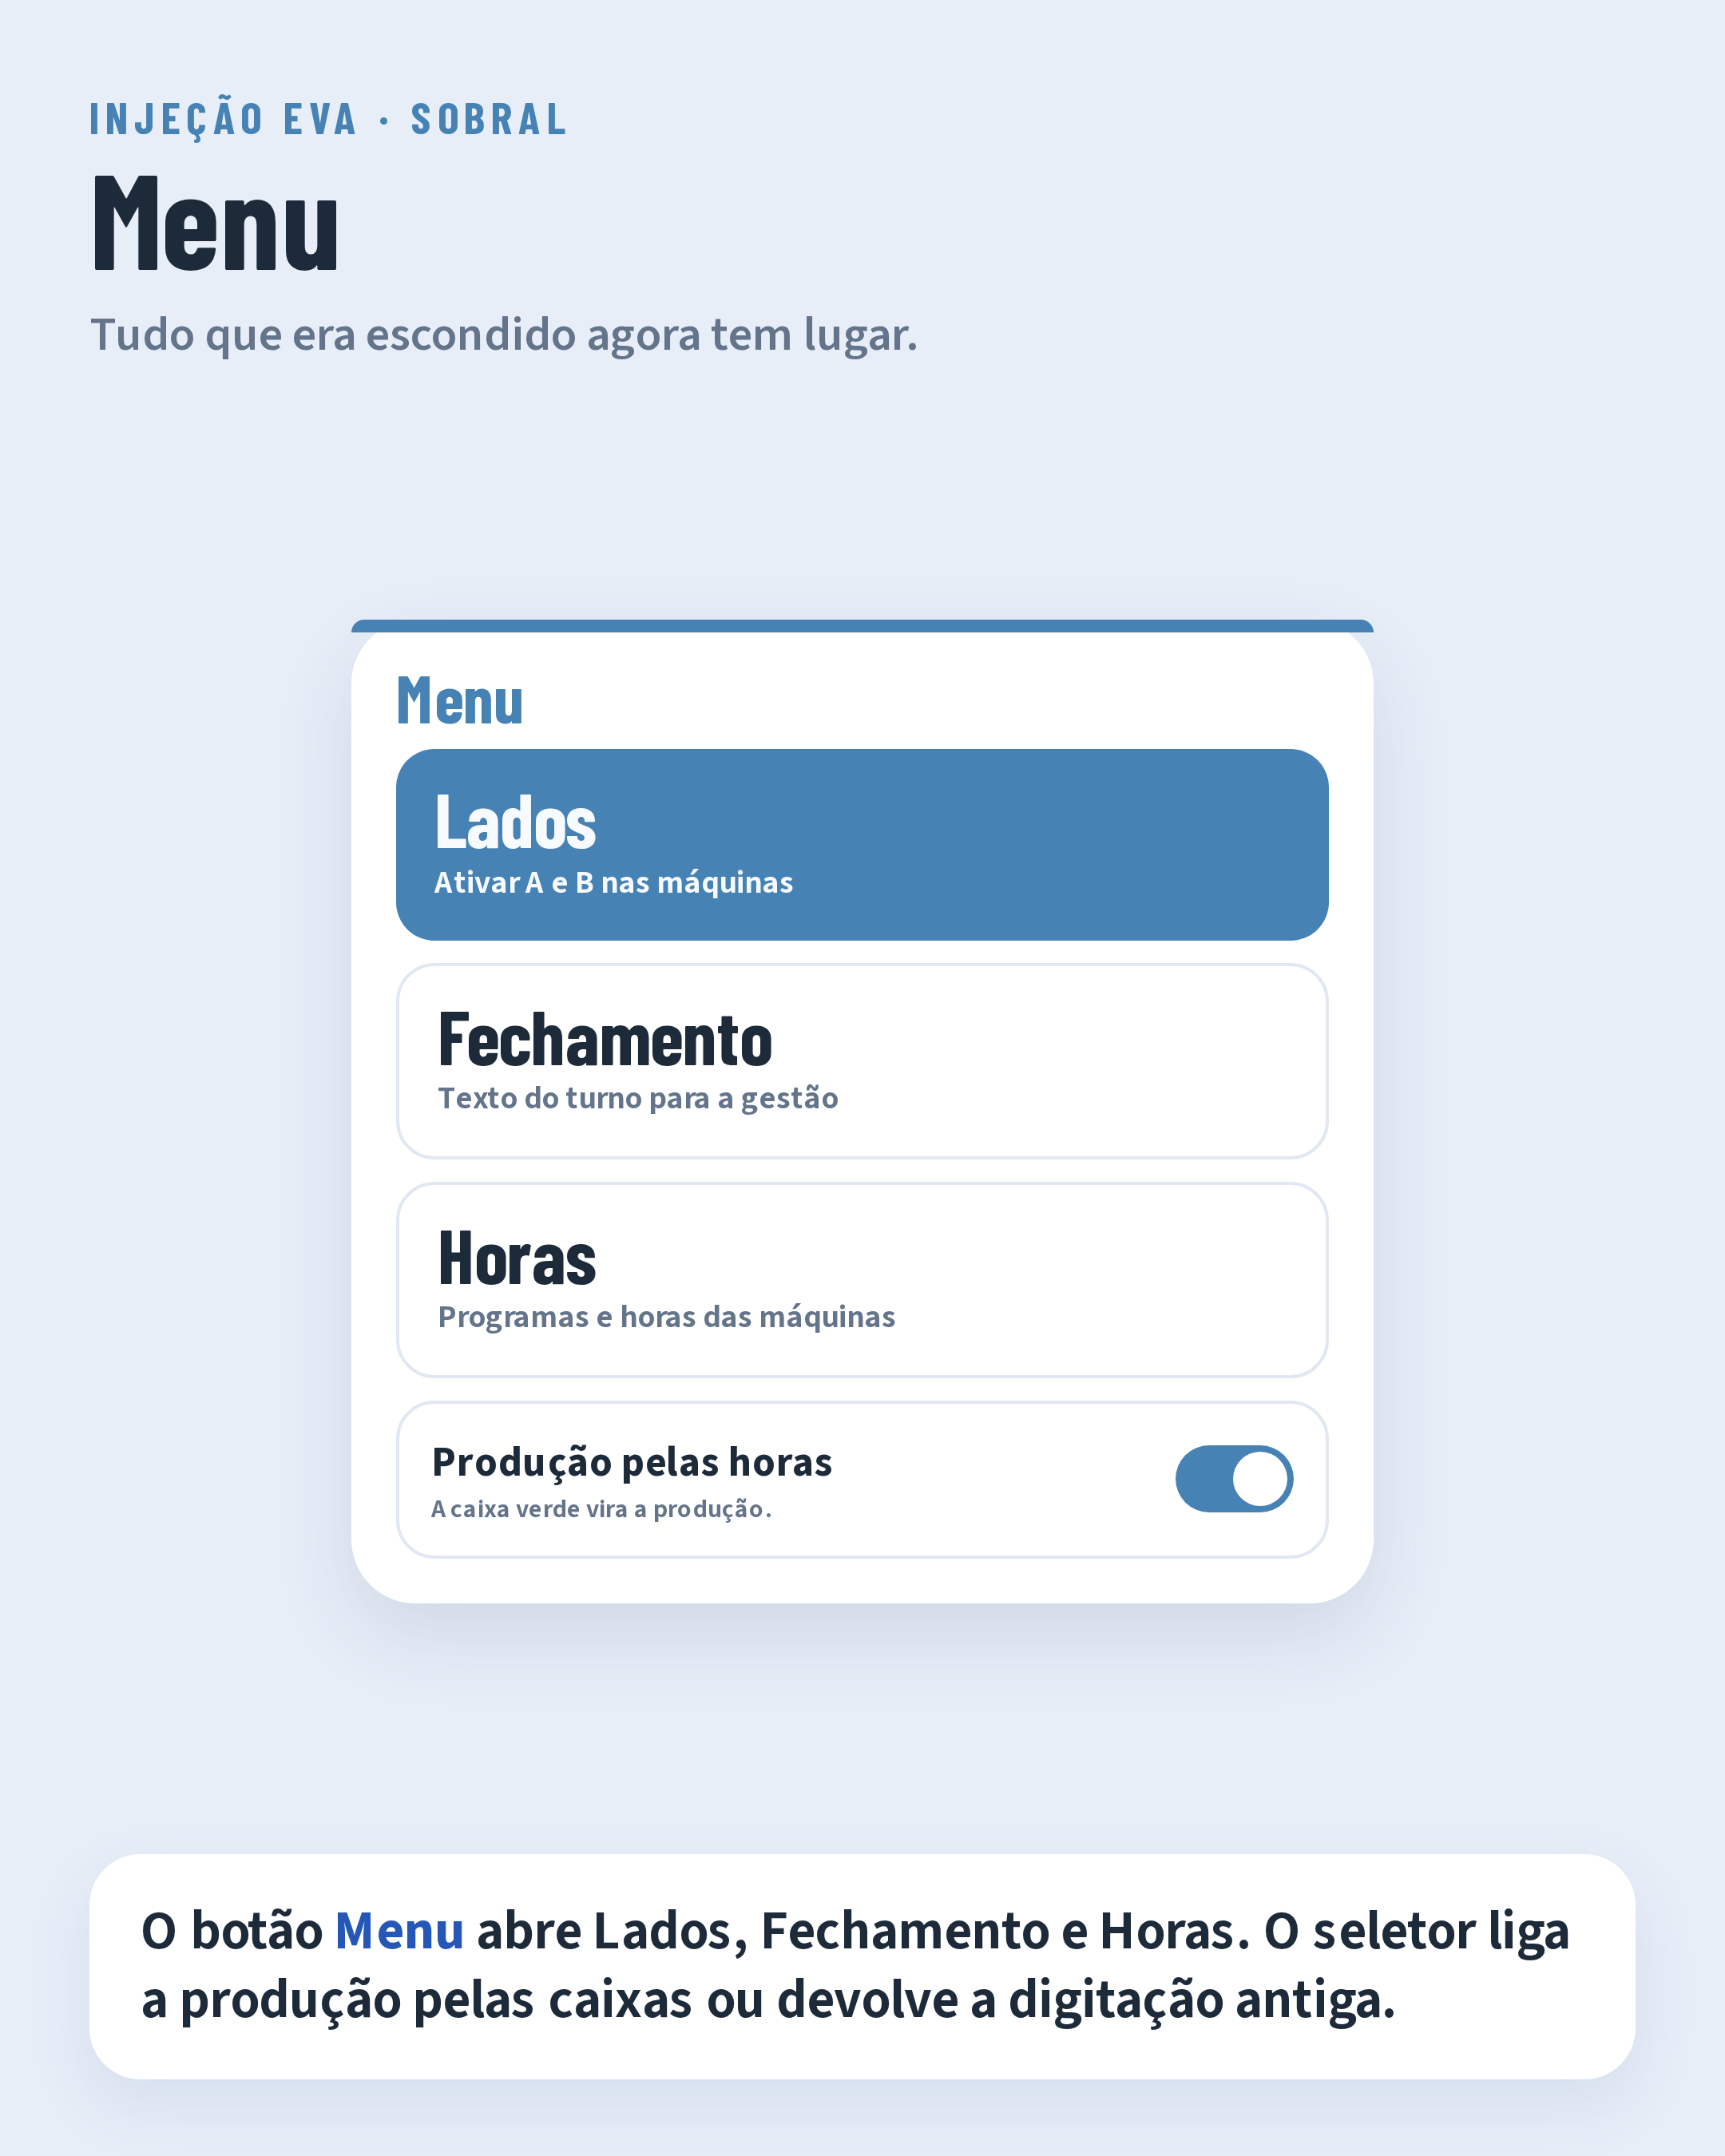 INJEÇÃO EVA · SOBRAL
Menu
Tudo que era escondido agora tem lugar.
Menu
Lados
Ativar A e B nas máquinas
Fechamento
Texto do turno para a gestão
Horas
Programas e horas das máquinas
Produção pelas horas
A caixa verde vira a produção.
O botão Menu abre Lados, Fechamento e Horas. O seletor liga
a produção pelas caixas ou devolve a digitação antiga.